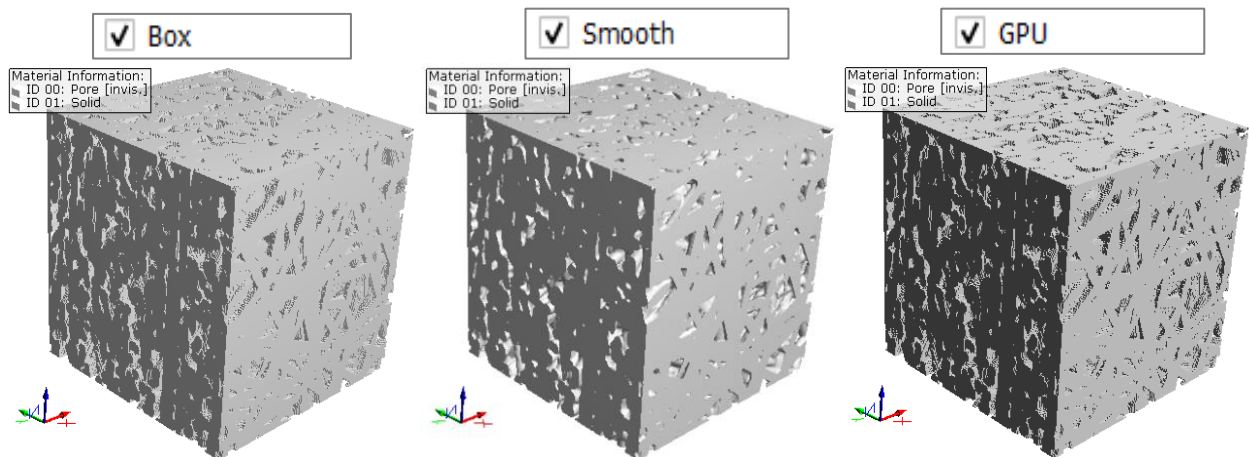 Box
Material Information:
ID 00: Pore [invis,]
ID 01: Solid
Smooth
Material Information:
ID 00: Pore [invis,]
ID 01: Solid
GPU
Material Information:
ID 00: Pore [invis,]
ID 01: Solid